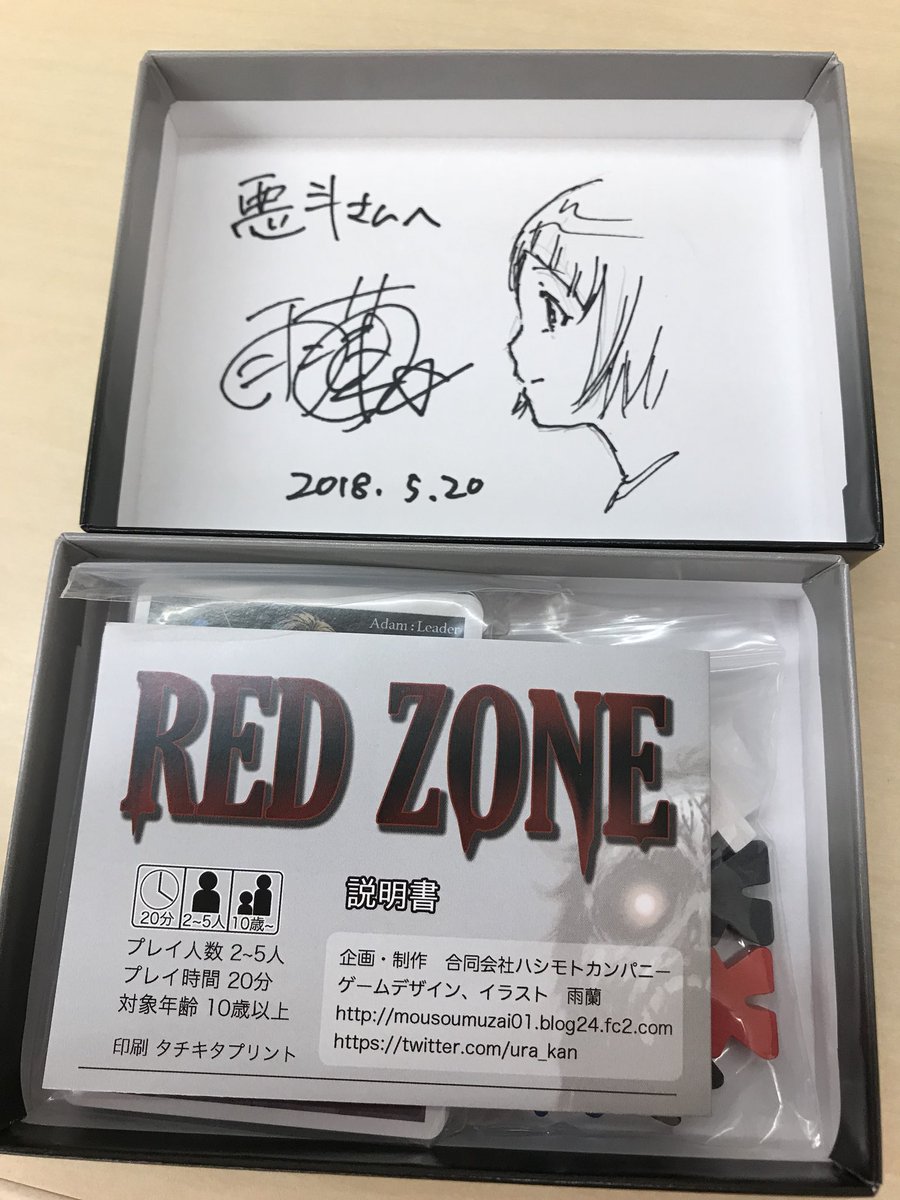 悪斗さんへ
雨蘭
2018.5.20
Adam:Leader
RED ZONE
20分 2~5人 10歳~
説明書
プレイ人数 2~5人
プレイ時間 20分
対象年齢 10歳以上
印刷 タチキタプリント
企画・制作 合同会社ハシモトカンパニー
ゲームデザイン、イラスト 雨蘭
http://mousoumuzai01.blog24.fc2.com
https://twitter.com/ura_kan